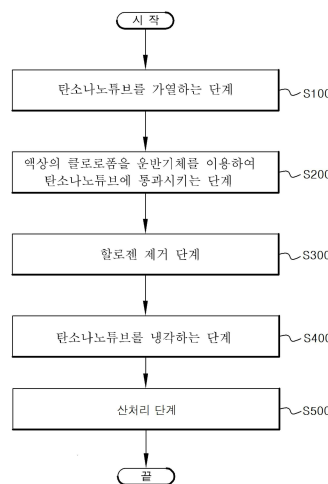 시 작
탄소나노튜브를 가열하는 단계
S100
액상의 클로로폼을 운반기체를 이용하여
탄소나노튜브에 통과시키는 단계
S200
할로젠 제거 단계
S300
탄소나노튜브를 냉각하는 단계
S400
산처리 단계
S500
끝